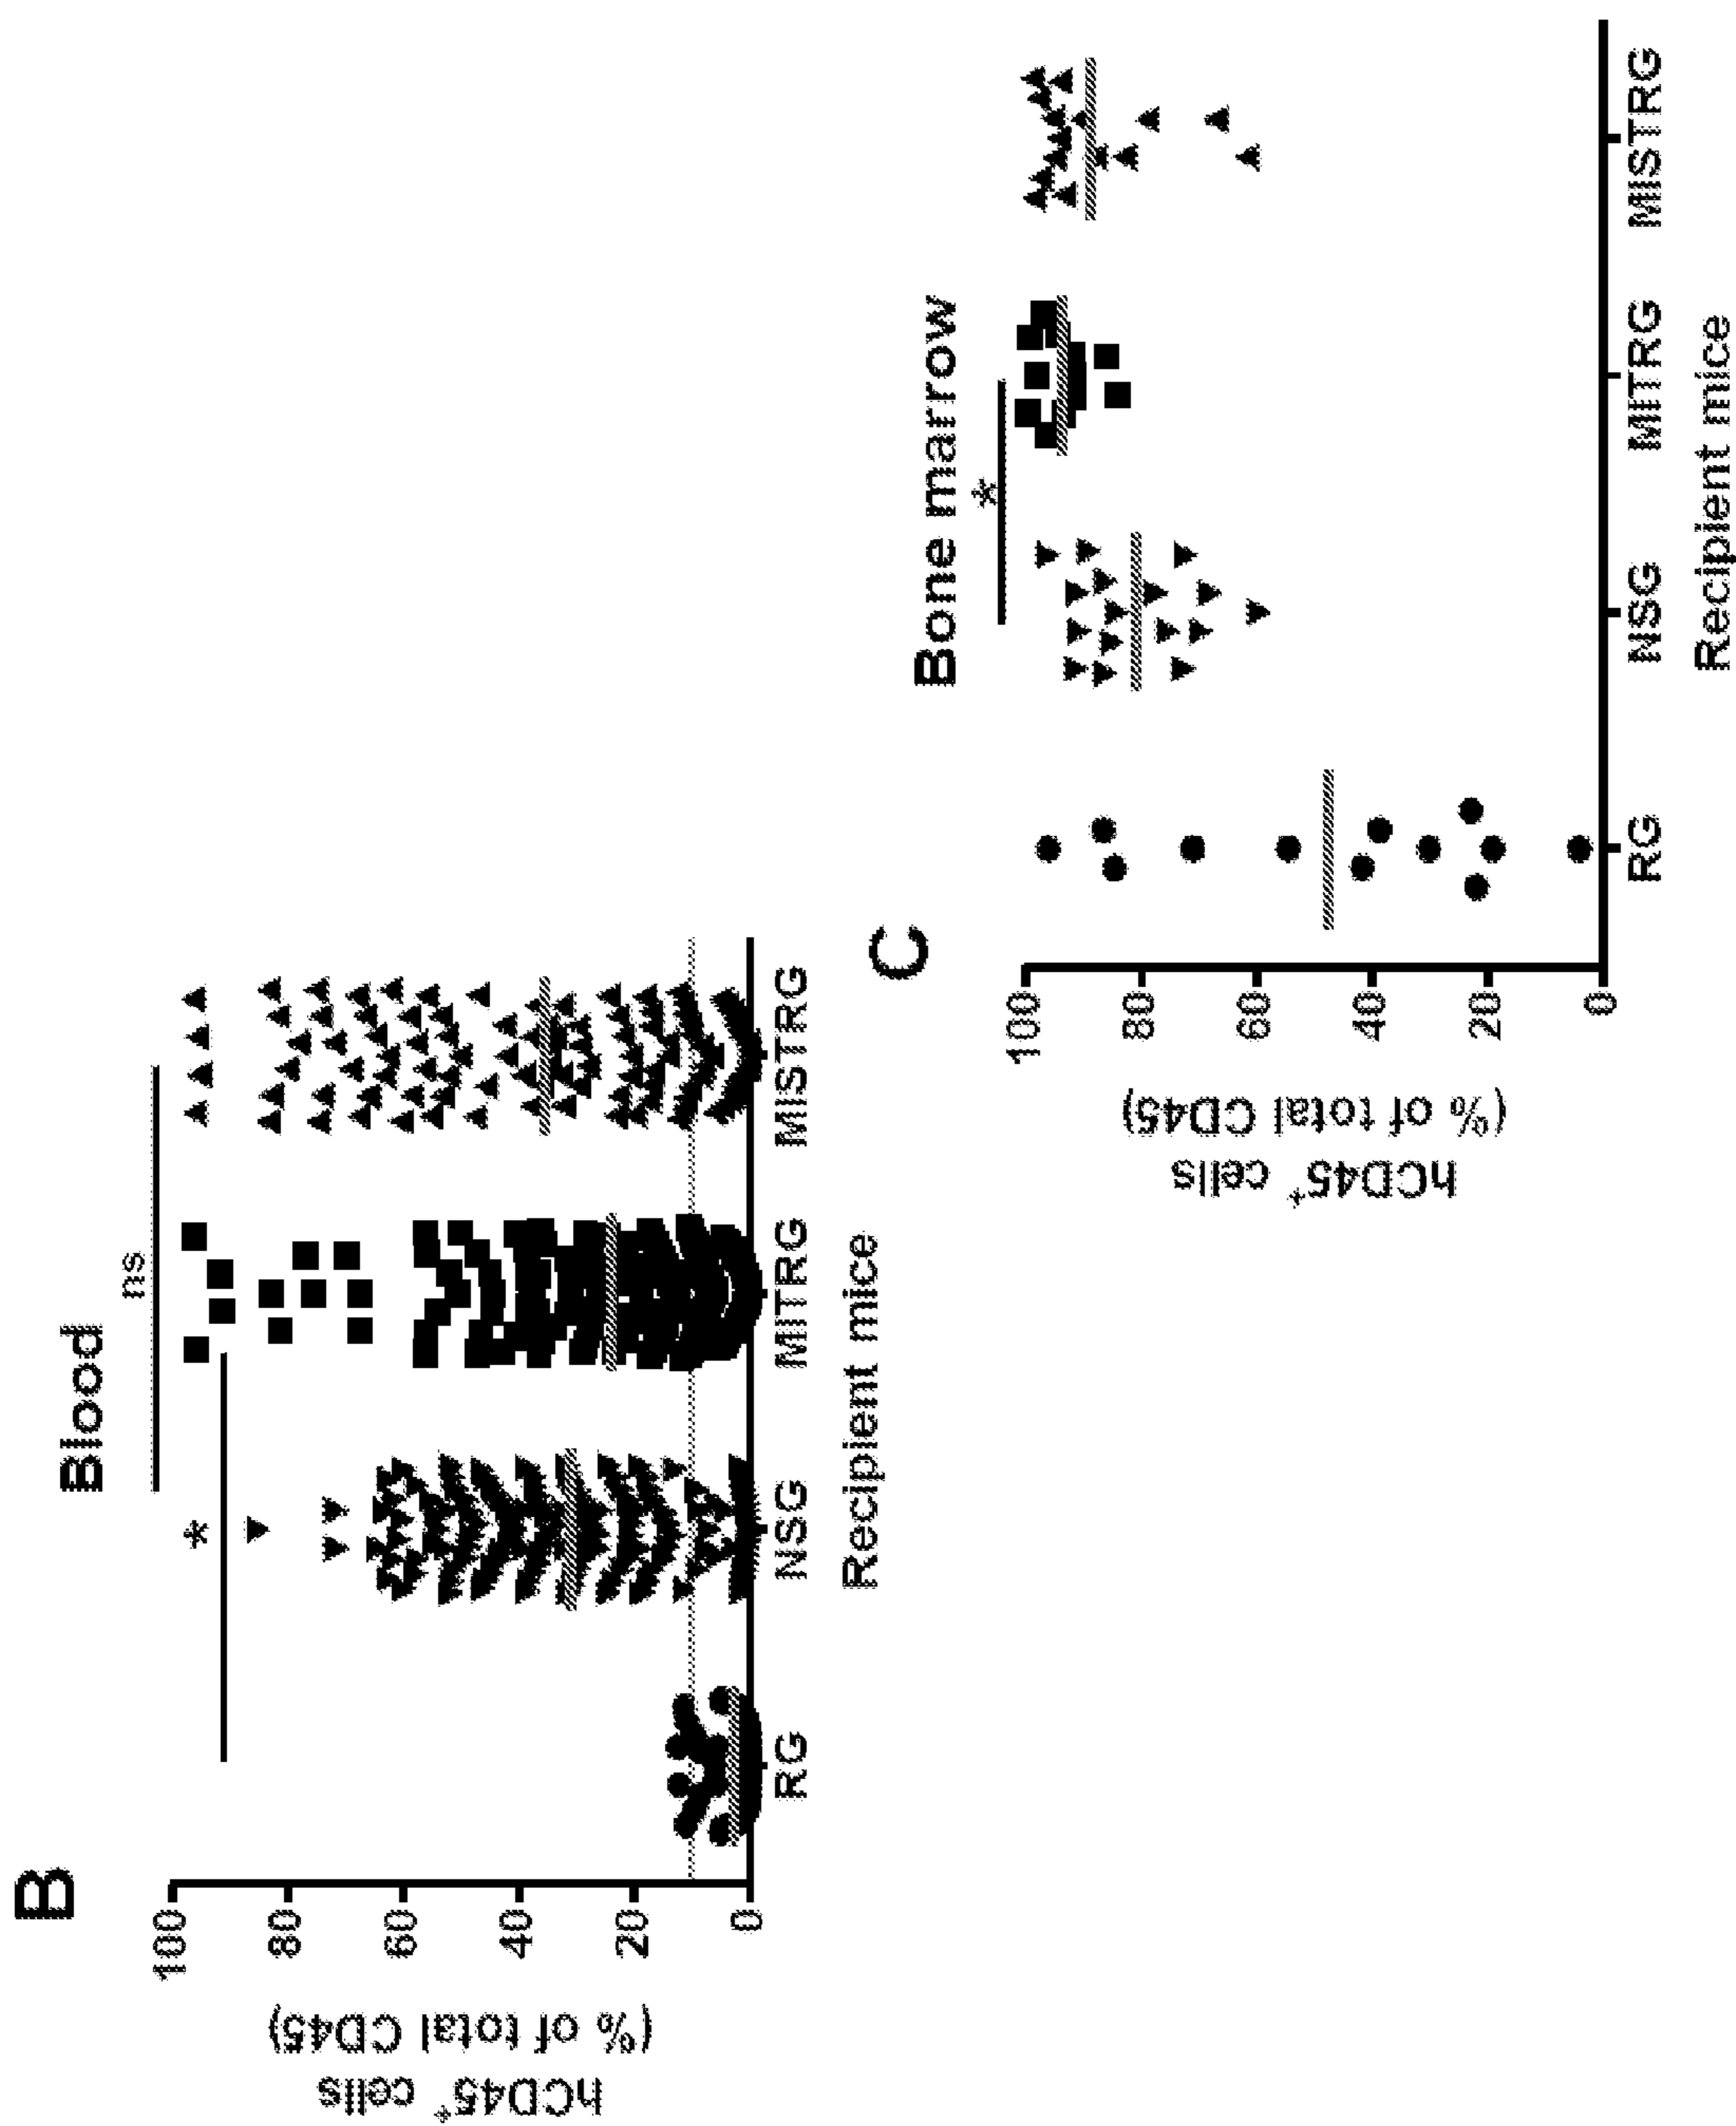 B
Blood
ns
*
100
80
60
40
20
0
hCD45+ cells
(% of total CD45)
RG NSG MITRG MISTRG
Recipient mice
C
Bone marrow
*
100
80
60
40
20
0
hCD45+ cells
(% of total CD45)
RG NSG MITRG MISTRG
Recipient mice